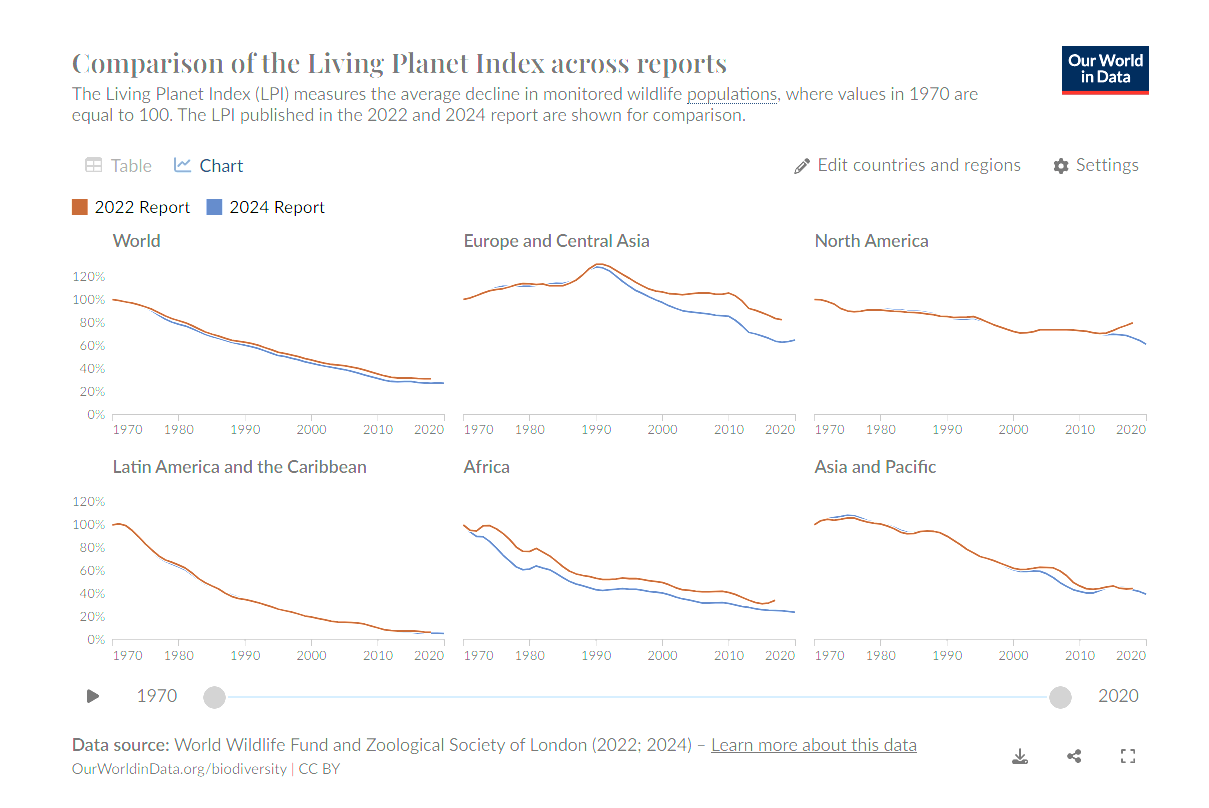 Comparison of the Living Planet Index across reports
Our World
in Data
The Living Planet Index (LPI) measures the average decline in monitored wildlife populations, where values in 1970 are
equal to 100. The LPI published in the 2022 and 2024 report are shown for comparison.
Table Chart Edit countries and regions Settings
2022 Report 2024 Report
World Europe and Central Asia North America
120%
100%
80%
60%
40%
20%
0%
1970 1980 1990 2000 2010 2020 1970 1980 1990 2000 2010 2020 1970 1980 1990 2000 2010 2020
Latin America and the Caribbean Africa Asia and Pacific
120%
100%
80%
60%
40%
20%
0%
1970 1980 1990 2000 2010 2020 1970 1980 1990 2000 2010 2020 1970 1980 1990 2000 2010 2020
1970 2020
Data source: World Wildlife Fund and Zoological Society of London (2022; 2024) – Learn more about this data
OurWorldinData.org/biodiversity | CC BY